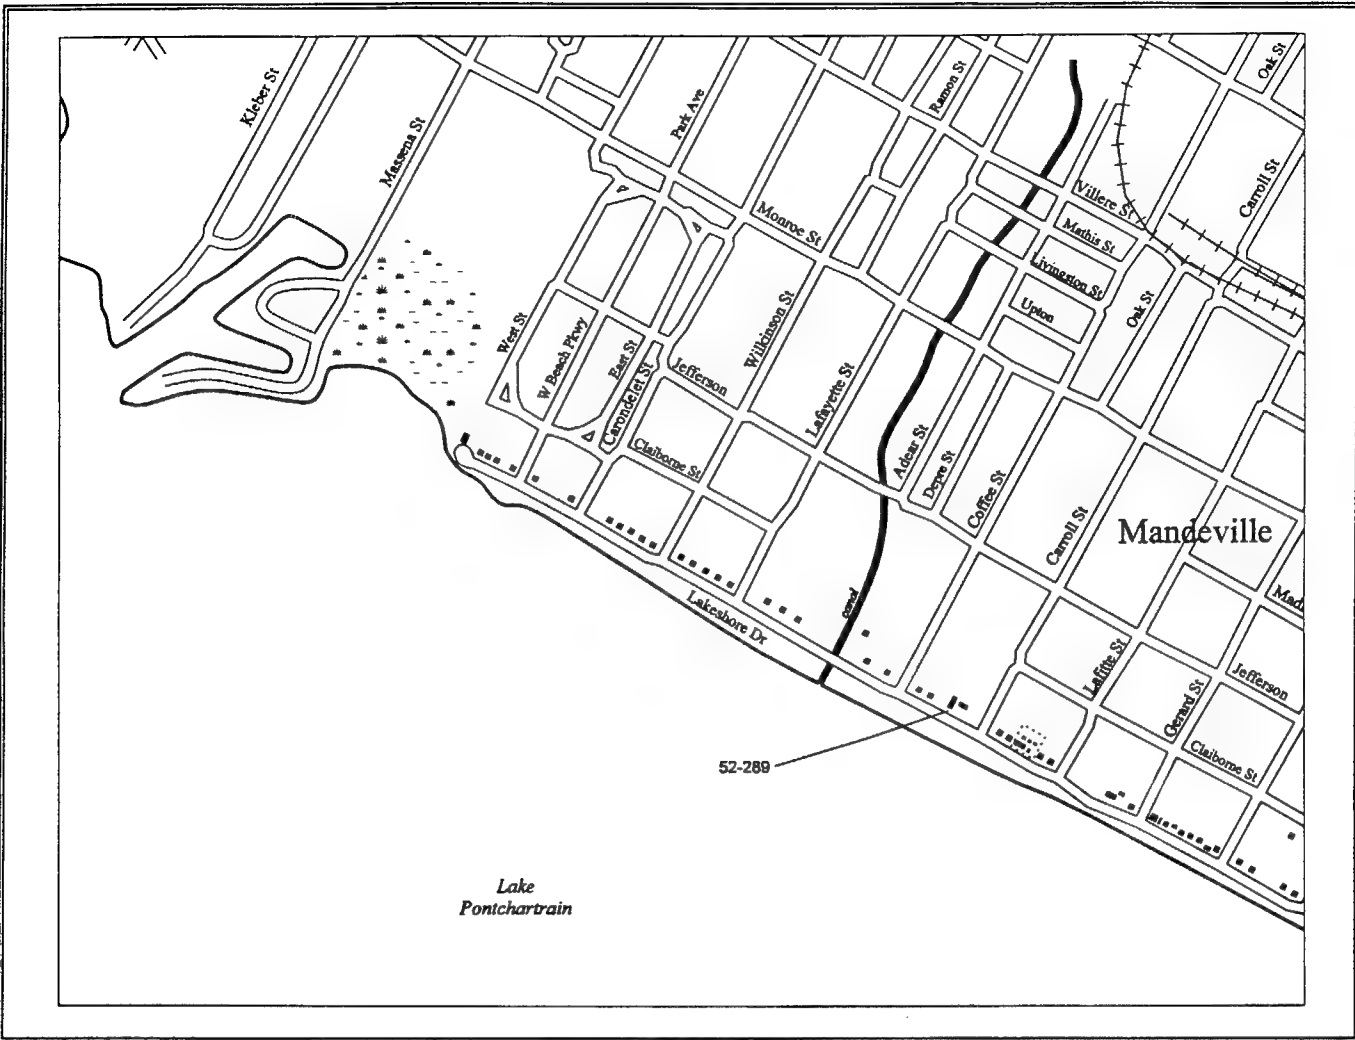 Kleber St
Massena St
Park Ave
Ramon St
Oak St
Carroll St
Villere St
Mathis St
Livingston St
Upton
Oak St
Monroe St
Wilkinson St
West St
W Beach Pkwy
East St
Carondelet St
Jefferson
Lafayette St
Claiborne St
Adear St
Depre St
Coffee St
Carroll St
Mandeville
Madi
canal
Lakeshore Dr
Lafitte St
Gerard St
Jefferson
Claiborne St
52-289
Lake
Pontchartrain